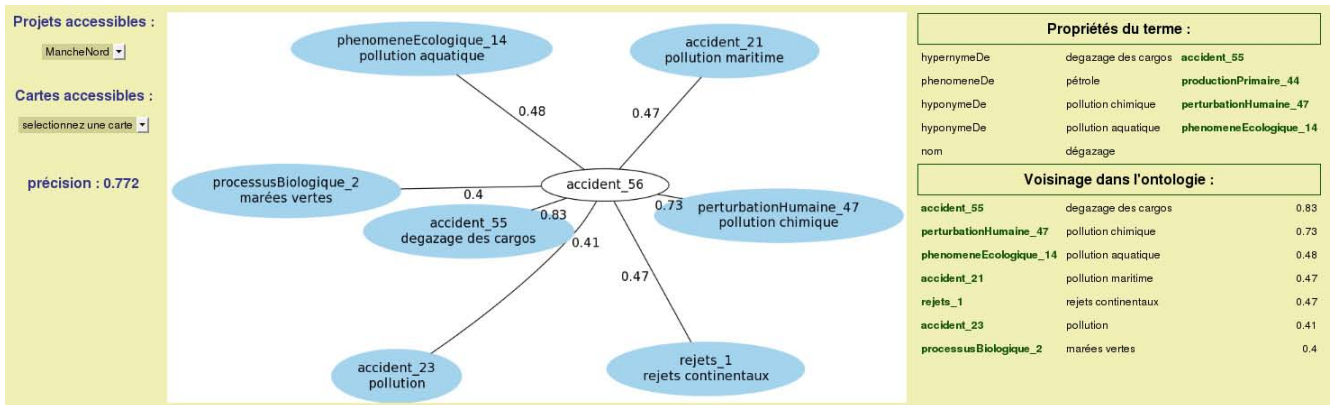 Projets accessibles :
MancheNord
Cartes accessibles :
selectionnez une carte
précision : 0.772
phenomeneEcologique_14
pollution aquatique
accident_21
pollution maritime
0.48
0.47
processusBiologique_2
marées vertes
0.4
accident_56
accident_55
degazage des cargos
0.83
0.73
perturbationHumaine_47
pollution chimique
0.41
0.47
accident_23
pollution
rejets_1
rejets continentaux
Propriétés du terme :
hypernymeDe degazage des cargos accident_55
phenomeneDe pétrole productionPrimaire_44
hyponymeDe pollution chimique perturbationHumaine_47
hyponymeDe pollution aquatique phenomeneEcologique_14
nom dégazage
Voisinage dans l'ontologie :
accident_55 degazage des cargos 0.83
perturbationHumaine_47 pollution chimique 0.73
phenomeneEcologique_14 pollution aquatique 0.48
accident_21 pollution maritime 0.47
rejets_1 rejets continentaux 0.47
accident_23 pollution 0.41
processusBiologique_2 marées vertes 0.4